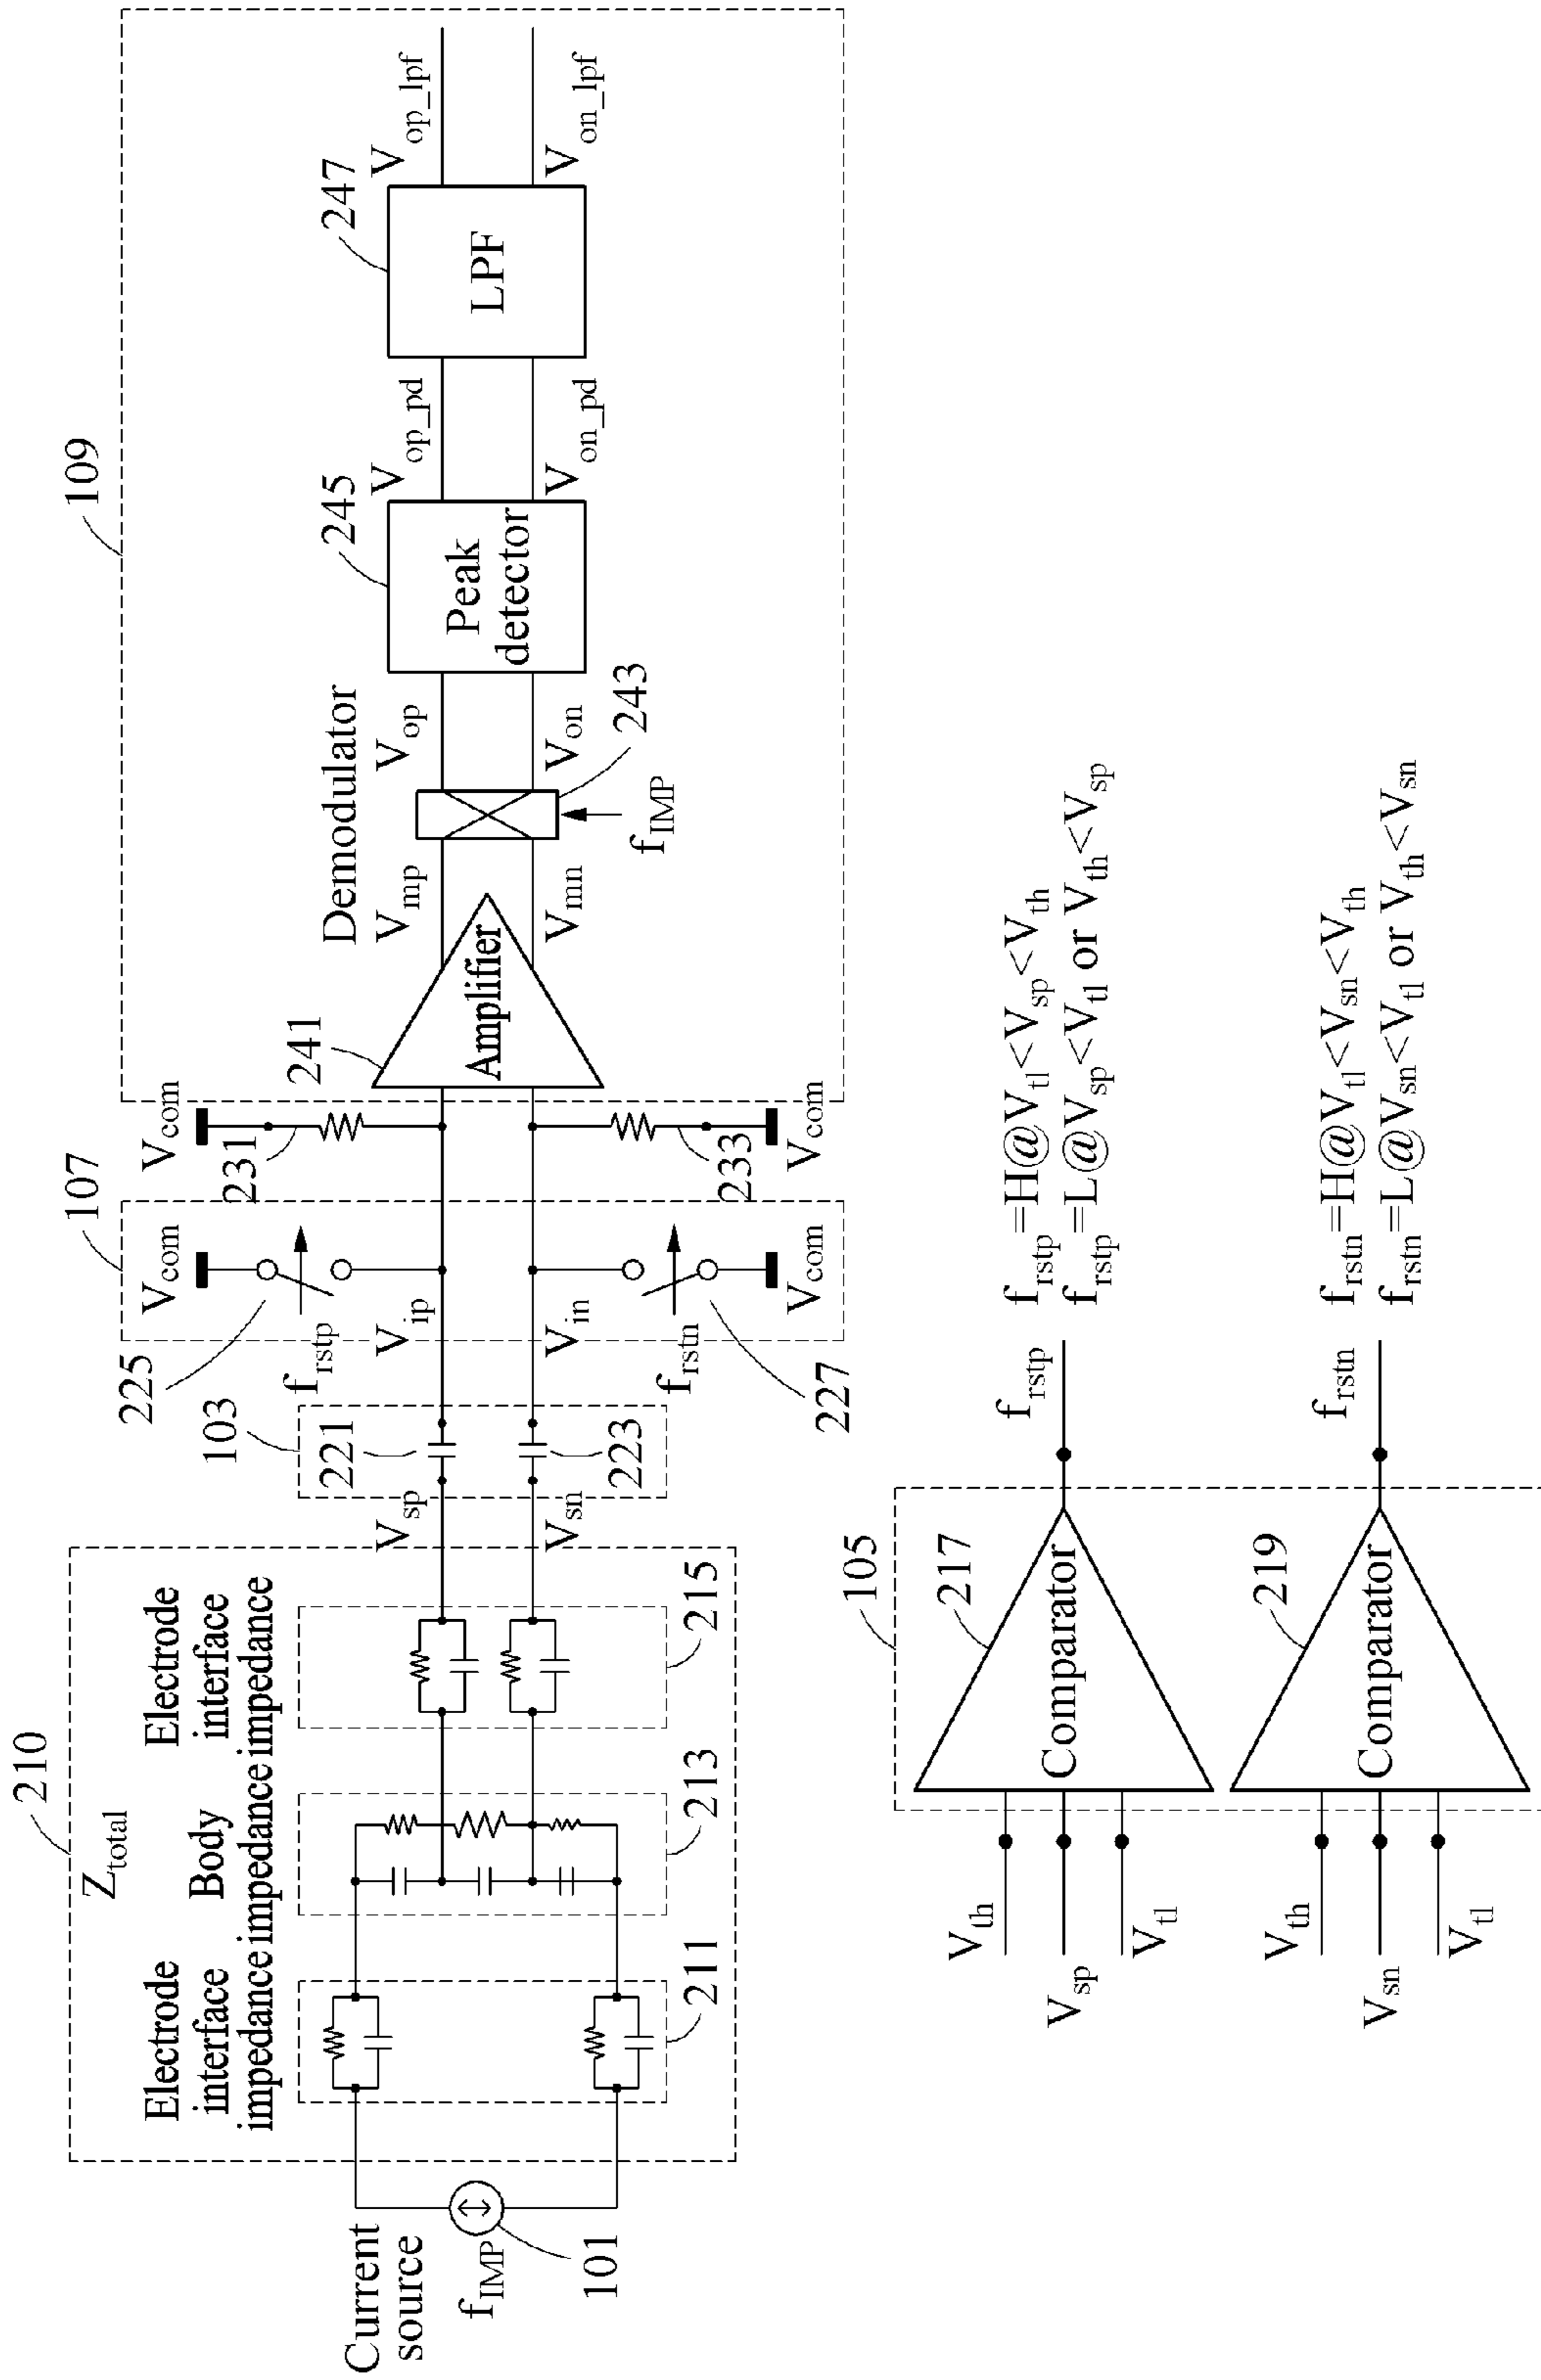 210
Z_total
Electrode
interface
impedance
Body
impedance
Electrode
interface
impedance
Current
source
f_IMP
101
211
213
215
V_sp
V_sn
103
221
223
107
225
V_com
f_rstp
V_ip
V_in
f_rstn
V_com
227
V_com
231
233
V_com
109
241
Amplifier
Demodulator
V_mp
V_mn
V_op
V_on
243
f_IMP
245
Peak
detector
V_op_pd
V_on_pd
247
LPF
V_op_lpf
V_on_lpf
105
V_th
V_sp
V_tl
217
Comparator
f_rstp
f_rstp=H@V_tl<V_sp<V_th
f_rstp=L@V_sp<V_tl or V_th<V_sp
V_th
V_sn
V_tl
219
Comparator
f_rstn
f_rstn=H@V_tl<V_sn<V_th
f_rstn=L@V_sn<V_tl or V_th<V_sn